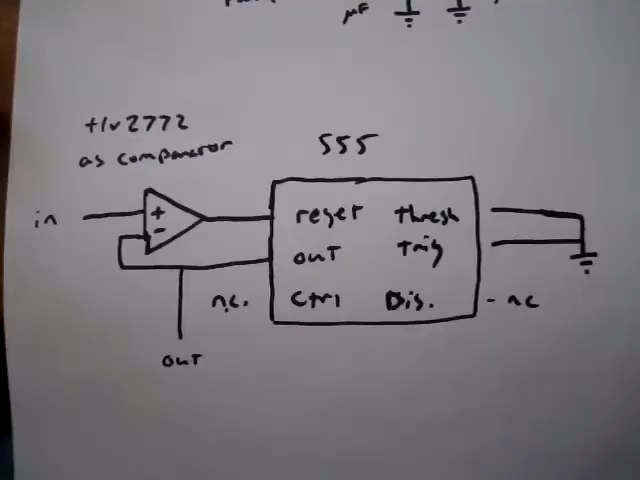 µF
tlv2772
as comparator
555
in
+
-
reset thresh
out trig
n.c. Ctrl Dis. - nc
out